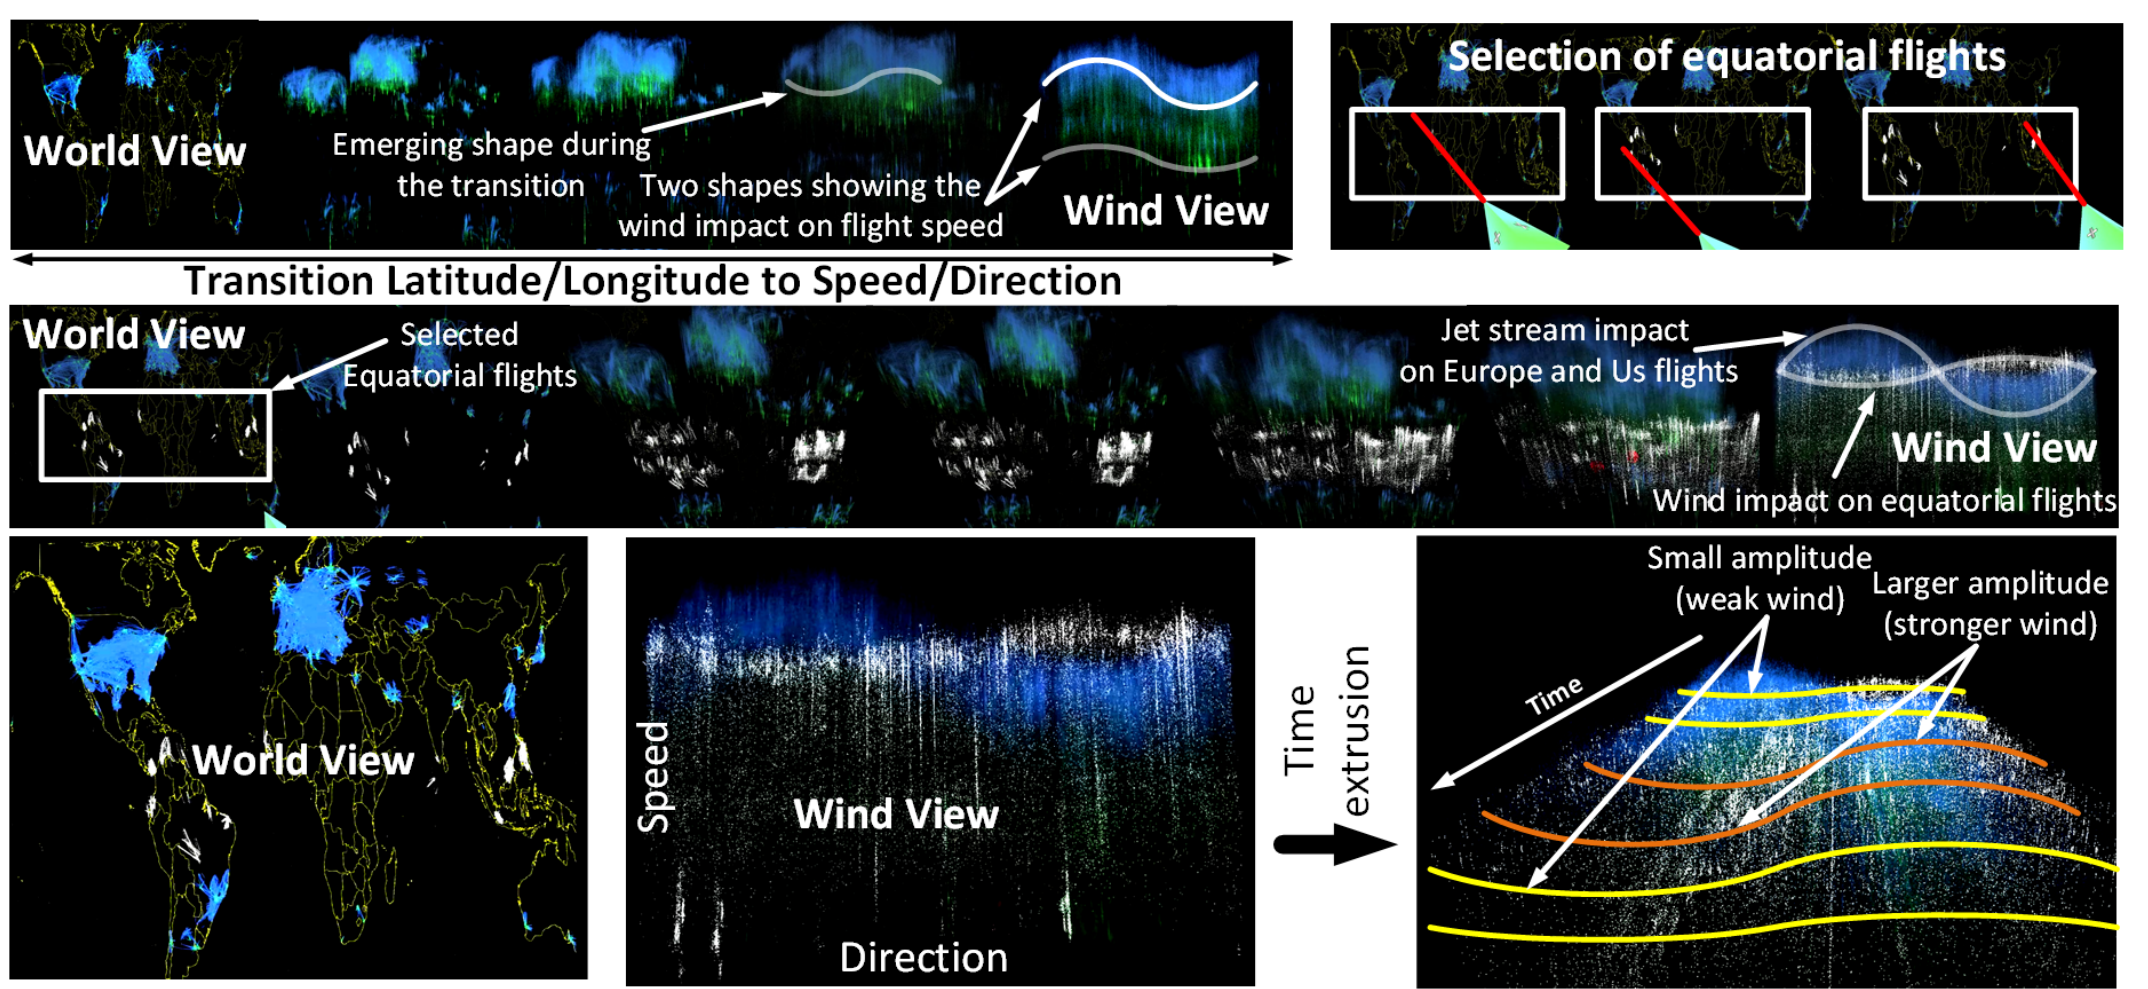 World View
Emerging shape during
the transition
Two shapes showing the
wind impact on flight speed
Wind View
Selection of equatorial flights
Transition Latitude/Longitude to Speed/Direction
World View
Selected
Equatorial flights
Jet stream impact
on Europe and Us flights
Wind View
Wind impact on equatorial flights
World View
Speed
Wind View
Direction
Time
extrusion
Small amplitude
(weak wind)
Larger amplitude
(stronger wind)
Time